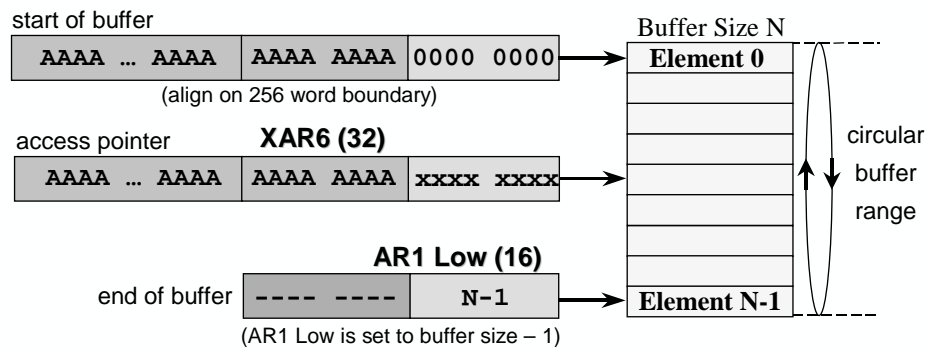 start of buffer
AAAA … AAAA AAAA AAAA 0000 0000
(align on 256 word boundary)
access pointer XAR6 (32)
AAAA … AAAA AAAA AAAA xxxx xxxx
AR1 Low (16)
end of buffer ---- ---- N-1
(AR1 Low is set to buffer size – 1)
Buffer Size N
Element 0
Element N-1
circular
buffer
range